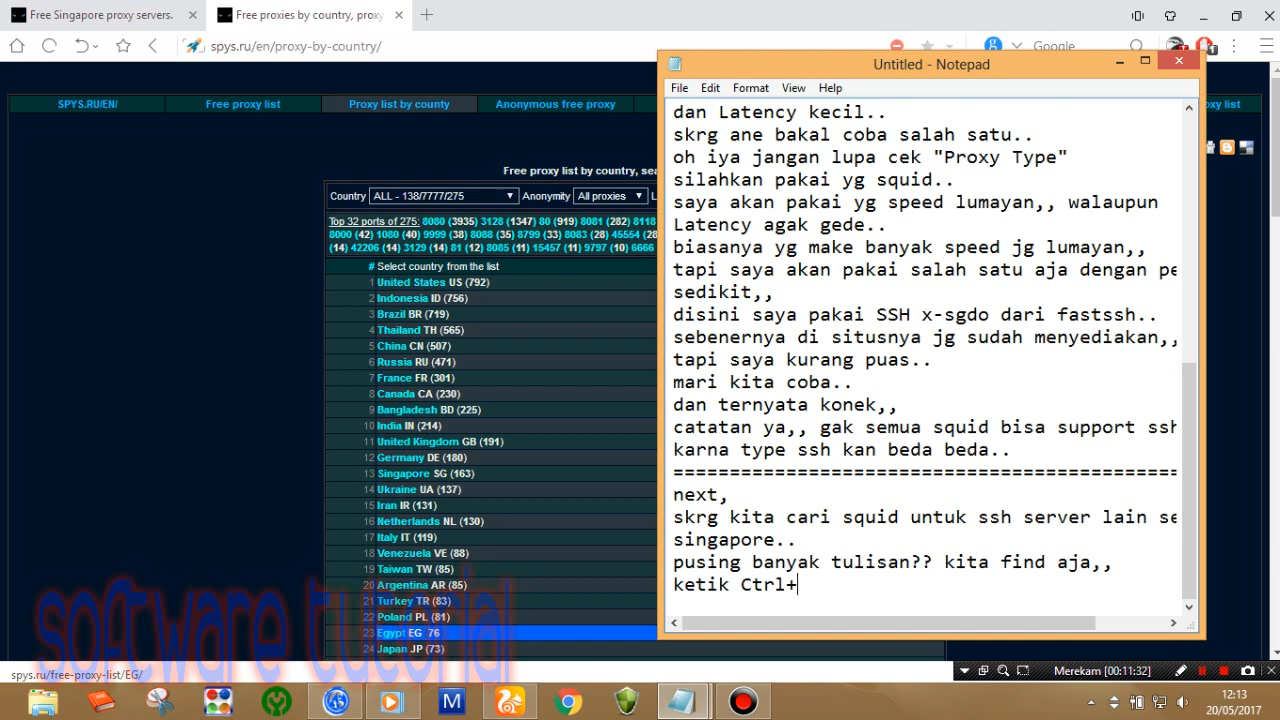 Free Singapore proxy servers.
Free proxies by country, proxy
spys.ru/en/proxy-by-country/
Google
SPYS.RU/EN/
Free proxy list
Proxy list by county
Anonymous free proxy
oxy list
Free proxy list by country, sea
Country ALL - 138/7777/275 Anonymity All proxies
Top 32 ports of 275: 8080 (3935) 3128 (1347) 80 (919) 8081 (282) 8118
8000 (42) 1080 (40) 9999 (38) 8088 (35) 8799 (33) 8083 (28) 45554 (28
(14) 42206 (14) 3129 (14) 81 (12) 8085 (11) 15457 (11) 9797 (10) 6666
# Select country from the list
1 United States US (792)
2 Indonesia ID (756)
3 Brazil BR (719)
4 Thailand TH (565)
5 China CN (507)
6 Russia RU (471)
7 France FR (301)
8 Canada CA (230)
9 Bangladesh BD (225)
10 India IN (214)
11 United Kingdom GB (191)
12 Germany DE (180)
13 Singapore SG (163)
14 Ukraine UA (137)
15 Iran IR (131)
16 Netherlands NL (130)
17 Italy IT (119)
18 Venezuela VE (88)
19 Taiwan TW (85)
20 Argentina AR (85)
21 Turkey TR (83)
22 Poland PL (81)
23 Egypt EG 76
24 Japan JP (73)
software tutorial
spys.ru/free-proxy-list/EG/
Untitled - Notepad
File Edit Format View Help
dan Latency kecil..
skrg ane bakal coba salah satu..
oh iya jangan lupa cek "Proxy Type"
silahkan pakai yg squid..
saya akan pakai yg speed lumayan,, walaupun
Latency agak gede..
biasanya yg make banyak speed jg lumayan,,
tapi saya akan pakai salah satu aja dengan pe
sedikit,,
disini saya pakai SSH x-sgdo dari fastssh..
sebenernya di situsnya jg sudah menyediakan,,
tapi saya kurang puas..
mari kita coba..
dan ternyata konek,,
catatan ya,, gak semua squid bisa support ssh
karna type ssh kan beda beda..
=============================================
next,
skrg kita cari squid untuk ssh server lain se
singapore..
pusing banyak tulisan?? kita find aja,,
ketik Ctrl+
Merekam [00:11:32]
12:13
20/05/2017